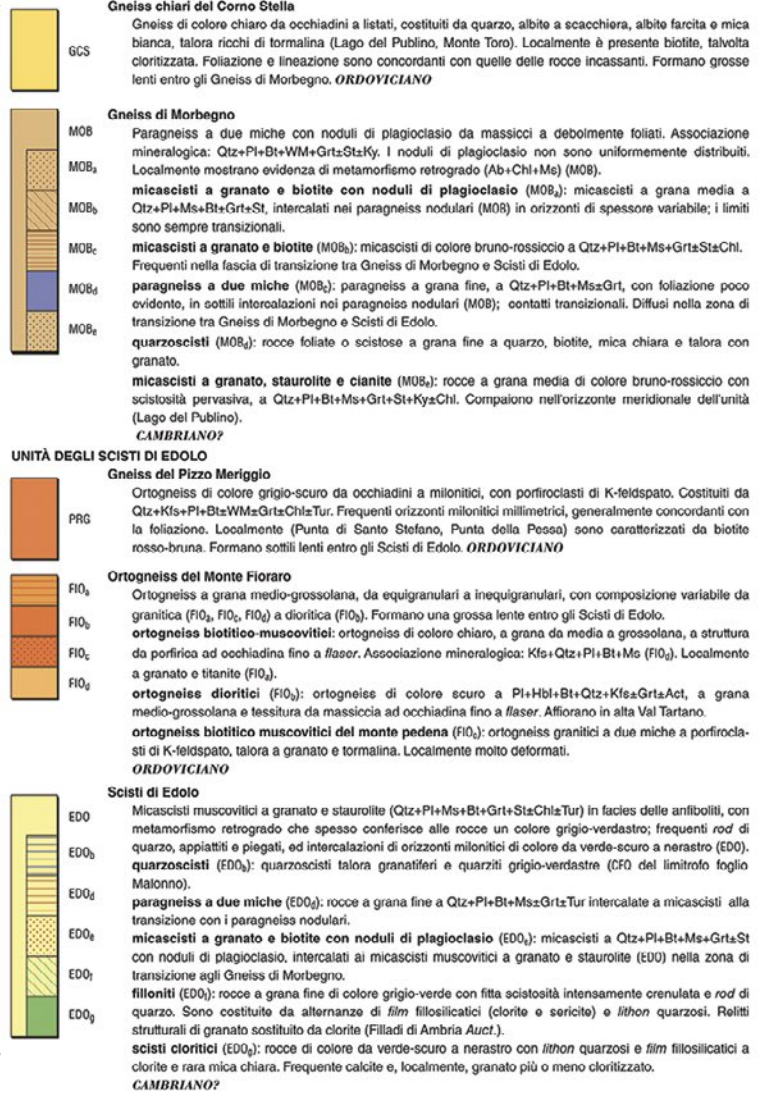 Gneiss chiari del Corno Stella
GCS
Gneiss di colore chiaro da occhiadini a listati, costituiti da quarzo, albite a scacchiera, albite farcita e mica
bianca, talora ricchi di tormalina (Lago del Publino, Monte Toro). Localmente è presente biotite, talvolta
cloritizzata. Foliazione e lineazione sono concordanti con quelle delle rocce incassanti. Formano grosse
lenti entro gli Gneiss di Morbegno. ORDOVICIANO
Gneiss di Morbegno
MOB
MOBa
MOBb
MOBc
MOBd
MOBe
Paragneiss a due miche con noduli di plagioclasio da massicci a debolmente foliati. Associazione
mineralogica: Qtz+Pl+Bt+WM+Grt±St±Ky. I noduli di plagioclasio non sono uniformemente distribuiti.
Localmente mostrano evidenza di metamorfismo retrogrado (Ab+Chl+Ms) (MOB).
micascisti a granato e biotite con noduli di plagioclasio (MOBa): micascisti a grana media a
Qtz+Pl+Ms+Bt±Grt±St, intercalati nei paragneiss nodulari (MOB) in orizzonti di spessore variabile; i limiti
sono sempre transizionali.
micascisti a granato e biotite (MOBb): micascisti di colore bruno-rossiccio a Qtz+Pl+Bt+Ms+Grt±St±Chl.
Frequenti nella fascia di transizione tra Gneiss di Morbegno e Scisti di Edolo.
paragneiss a due miche (MOBc): paragneiss a grana fine, a Qtz+Pl+Bt+Ms±Grt, con foliazione poco
evidente, in sottili intercalazioni nei paragneiss nodulari (MOB); contatti transizionali. Diffusi nella zona di
transizione tra Gneiss di Morbegno e Scisti di Edolo.
quarzoscisti (MOBd): rocce foliate o scistose a grana fine a quarzo, biotite, mica chiara e talora con
granato.
micascisti a granato, staurolite e cianite (MOBe): rocce a grana media di colore bruno-rossiccio con
scistosità pervasiva, a Qtz+Pl+Bt+Ms+Grt+St+Ky±Chl. Compaiono nell'orizzonte meridionale dell'unità
(Lago del Publino).
CAMBRIANO?
UNITÀ DEGLI SCISTI DI EDOLO
Gneiss del Pizzo Meriggio
PRG
Ortogneiss di colore grigio-scuro da occhiadini a milonitici, con porfiroclasti di K-feldspato. Costituiti da
Qtz+Kfs+Pl+Bt±WM±Grt±Chl±Tur. Frequenti orizzonti milonitici millimetrici, generalmente concordanti con
la foliazione. Localmente (Punta di Santo Stefano, Punta della Pessa) sono caratterizzati da biotite
rosso-bruna. Formano sottili lenti entro gli Scisti di Edolo. ORDOVICIANO
Ortogneiss del Monte Fioraro
FIOa
FIOb
FIOc
FIOd
Ortogneiss a grana medio-grossolana, da equigranulari a inequigranulari, con composizione variabile da
granitica (FIOa, FIOc, FIOd) a dioritica (FIOb). Formano una grossa lente entro gli Scisti di Edolo.
ortogneiss biotitico-muscovitici: ortogneiss di colore chiaro, a grana da media a grossolana, a struttura
da porfirica ad occhiadina fino a flaser. Associazione mineralogica: Kfs+Qtz+Pl+Bt+Ms (FIOd). Localmente
a granato e titanite (FIOa).
ortogneiss dioritici (FIOb): ortogneiss di colore scuro a Pl+Hbl+Bt+Qtz+Kfs±Grt±Act, a grana
medio-grossolana e tessitura da massiccia ad occhiadina fino a flaser. Affiorano in alta Val Tartano.
ortogneiss biotitico muscovitici del monte pedena (FIOc): ortogneiss granitici a due miche a porfirocla-
sti di K-feldspato, talora a granato e tormalina. Localmente molto deformati.
ORDOVICIANO
Scisti di Edolo
EDO
EDOb
EDOd
EDOe
EDOf
EDOg
Micascisti muscovitici a granato e staurolite (Qtz+Pl+Ms+Bt+Grt+St±Chl±Tur) in facies delle anfiboliti, con
metamorfismo retrogrado che spesso conferisce alle rocce un colore grigio-verdastro; frequenti rod di
quarzo, appiattiti e piegati, ed intercalazioni di orizzonti milonitici di colore da verde-scuro a nerastro (EDO).
quarzoscisti (EDOb): quarzoscisti talora granatiferi e quarziti grigio-verdastre (CFO del limitrofo foglio
Malonno).
paragneiss a due miche (EDOd): rocce a grana fine a Qtz+Pl+Bt+Ms±Grt±Tur intercalate a micascisti alla
transizione con i paragneiss nodulari.
micascisti a granato e biotite con noduli di plagioclasio (EDOe): micascisti a Qtz+Pl+Bt+Ms+Grt±St
con noduli di plagioclasio, intercalati ai micascisti muscovitici a granato e staurolite (EDO) nella zona di
transizione agli Gneiss di Morbegno.
filloniti (EDOf): rocce a grana fine di colore grigio-verde con fitta scistosità intensamente crenulata e rod di
quarzo. Sono costituite da alternanze di film fillosilicatici (clorite e sericite) e lithon quarzosi. Relitti
strutturali di granato sostituito da clorite (Filladi di Ambria Auct.).
scisti cloritici (EDOg): rocce di colore da verde-scuro a nerastro con lithon quarzosi e film fillosilicatici a
clorite e rara mica chiara. Frequente calcite e, localmente, granato più o meno cloritizzato.
CAMBRIANO?